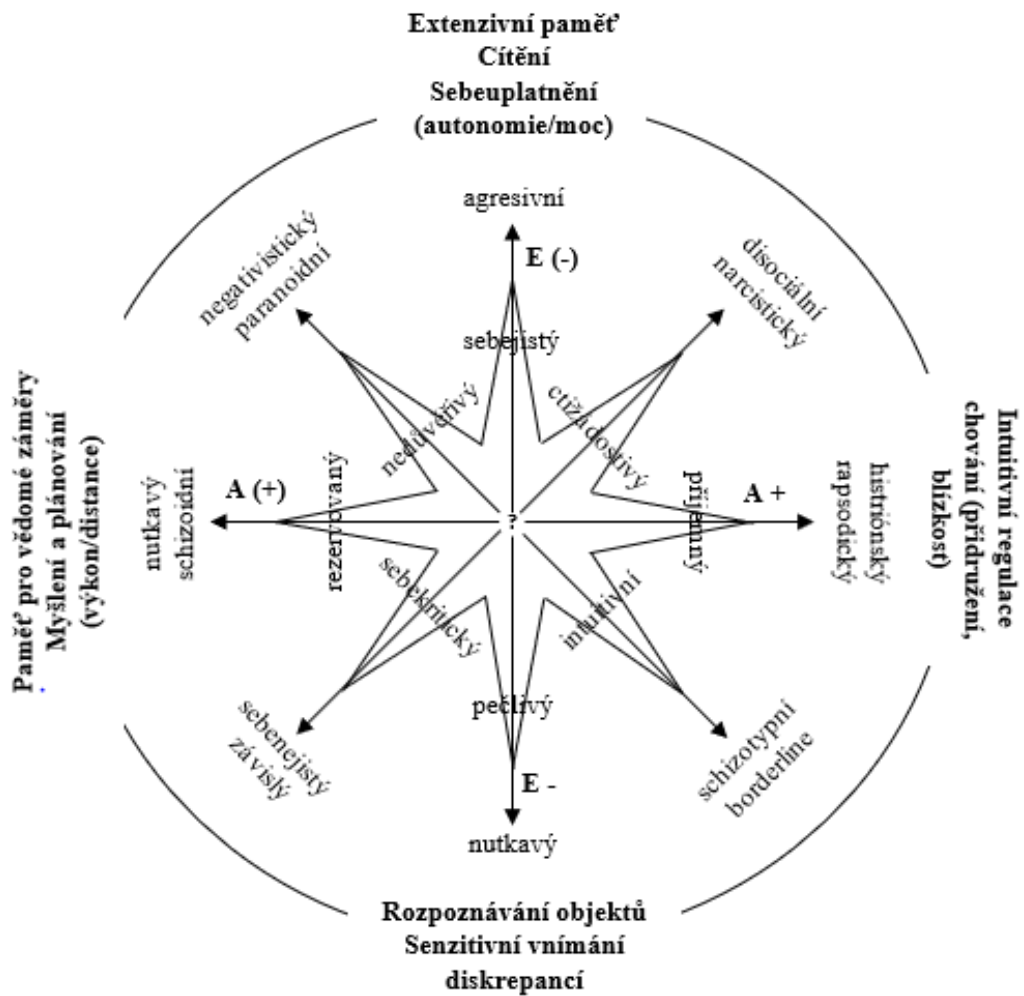 Extenzivní paměť
Cítění
Sebeuplatnění
(autonomie/moc)
agresivní
E (-)
sebejistý
negativistický
paranoidní
nedůvěřivý
disociální
narcistický
ctižádostivý
Paměť pro vědomé záměry
Myšlení a plánování
(výkon/distance)
nutkavý
schizoidní
A (+)
rezervovaný
?
příjemný
A +
histriónský
rapsodický
Intuitivní regulace
chování (přidružení,
blízkost)
sebekritický
sebenejistý
závislý
intuitivní
schizotypní
borderline
pečlivý
E -
nutkavý
Rozpoznávání objektů
Senzitivní vnímání
diskrepancí